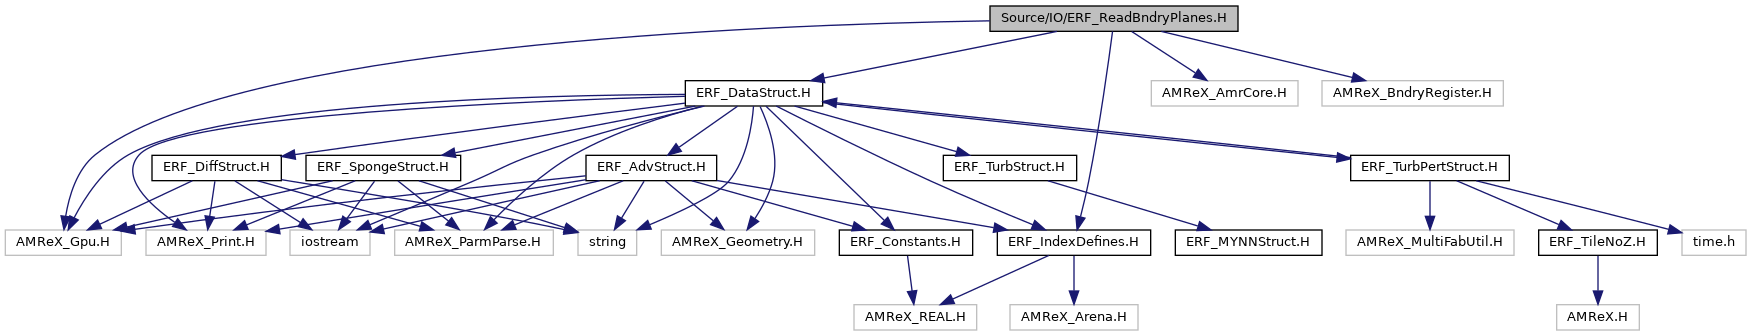 Source/IO/ERF_ReadBndryPlanes.H
ERF_DataStruct.H
AMReX_AmrCore.H
AMReX_BndryRegister.H
ERF_DiffStruct.H
ERF_SpongeStruct.H
ERF_AdvStruct.H
ERF_TurbStruct.H
ERF_TurbPertStruct.H
AMReX_Gpu.H
AMReX_Print.H
iostream
AMReX_ParmParse.H
string
AMReX_Geometry.H
ERF_Constants.H
ERF_IndexDefines.H
ERF_MYNNStruct.H
AMReX_MultiFabUtil.H
ERF_TileNoZ.H
time.h
AMReX_REAL.H
AMReX_Arena.H
AMReX.H